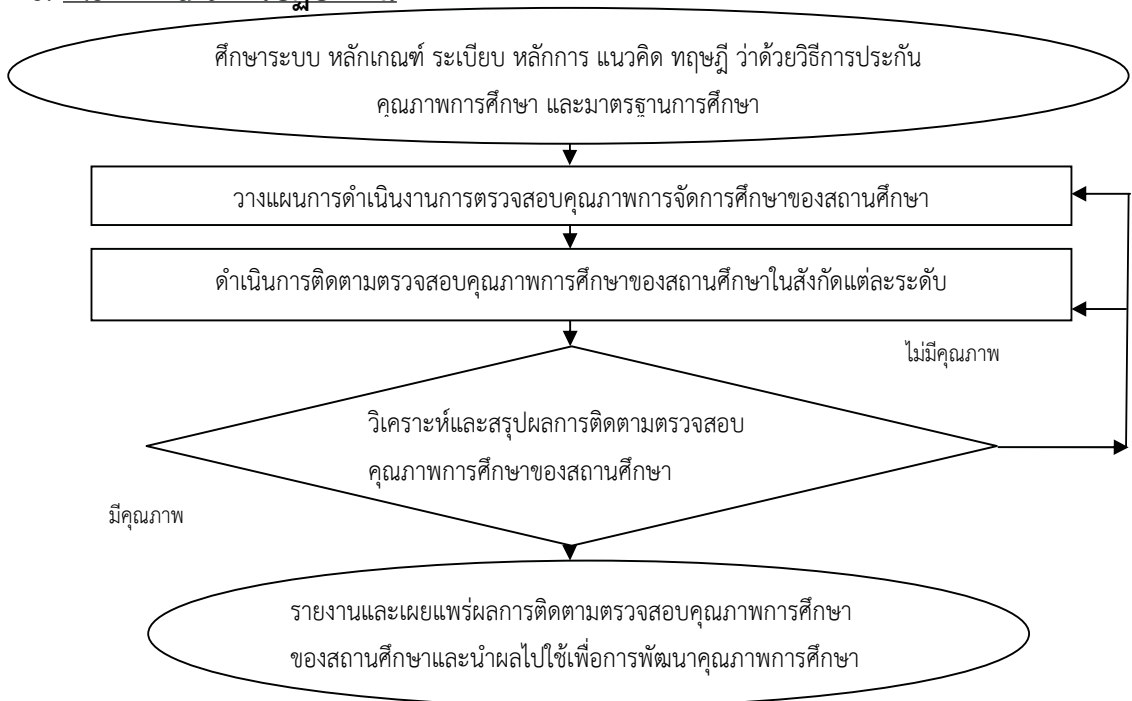 ศึกษาระบบ หลักเกณฑ์ ระเบียบ หลักการ แนวคิด ทฤษฎี ว่าด้วยวิธีการประกัน
คุณภาพการศึกษา และมาตรฐานการศึกษา
วางแผนการดำเนินงานการตรวจสอบคุณภาพการจัดการศึกษาของสถานศึกษา
ดำเนินการติดตามตรวจสอบคุณภาพการศึกษาของสถานศึกษาในสังกัดแต่ละระดับ
ไม่มีคุณภาพ
วิเคราะห์และสรุปผลการติดตามตรวจสอบ
คุณภาพการศึกษาของสถานศึกษา
มีคุณภาพ
รายงานและเผยแพร่ผลการติดตามตรวจสอบคุณภาพการศึกษา
ของสถานศึกษาและนำผลไปใช้เพื่อการพัฒนาคุณภาพการศึกษา